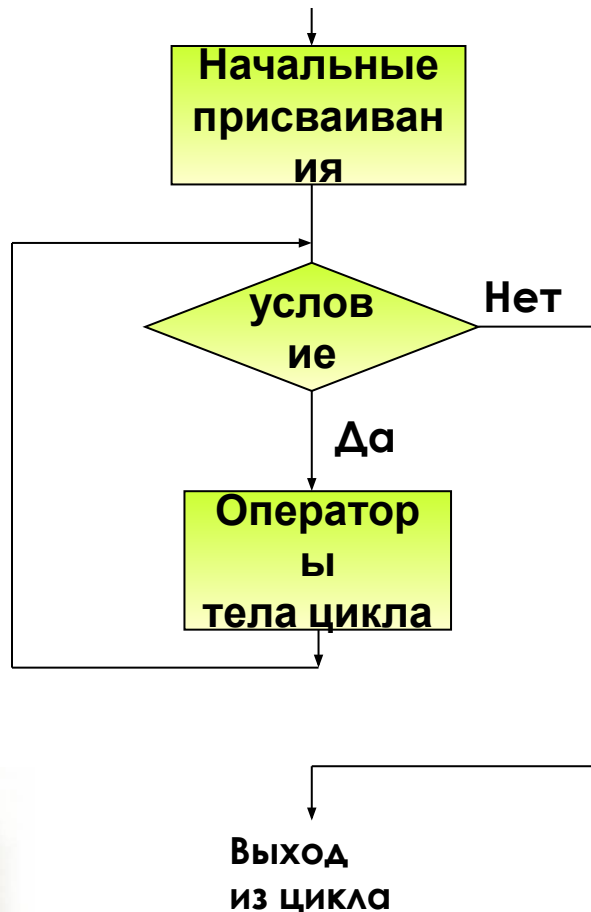 Начальные
присваиван
ия
услов
ие
Нет
Да
Оператор
ы
тела цикла
Выход
из цикла